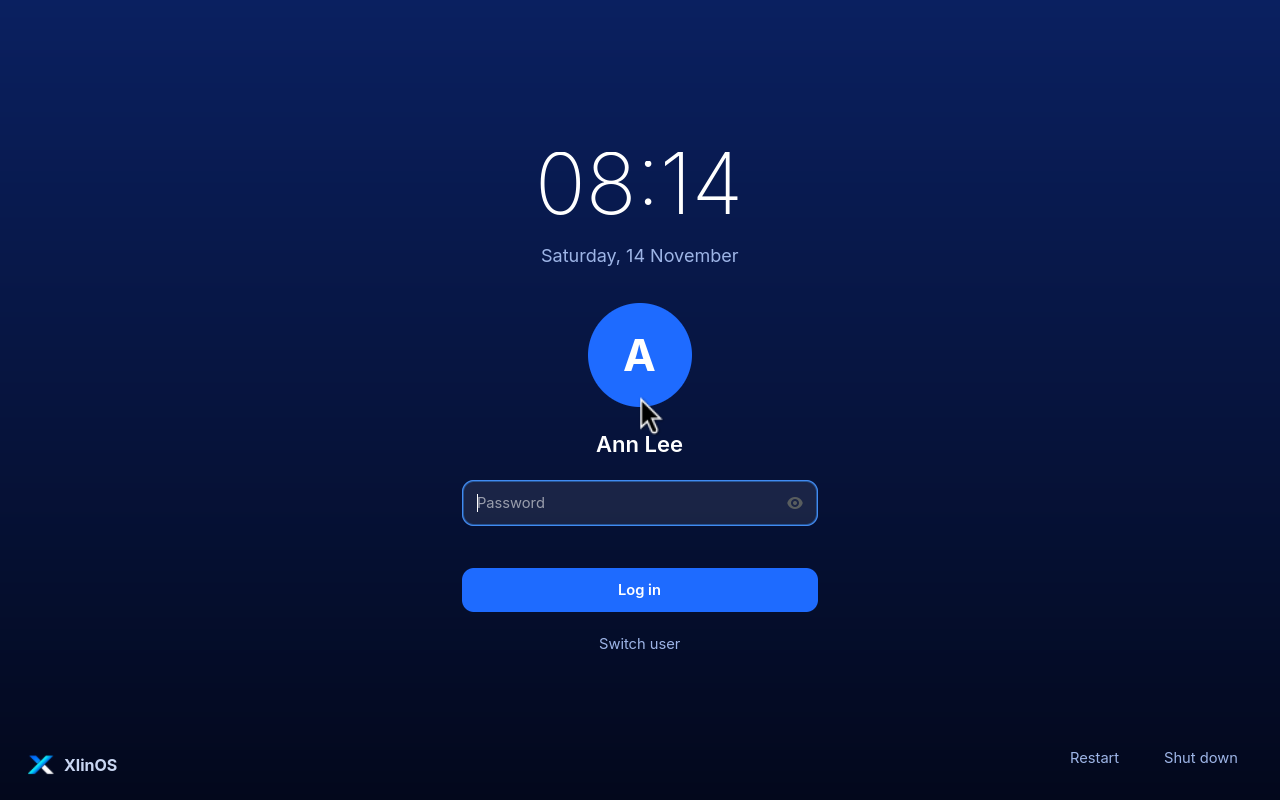 08:14
Saturday, 14 November
A
Ann Lee
Password
Log in
Switch user
XlinOS
Restart
Shut down